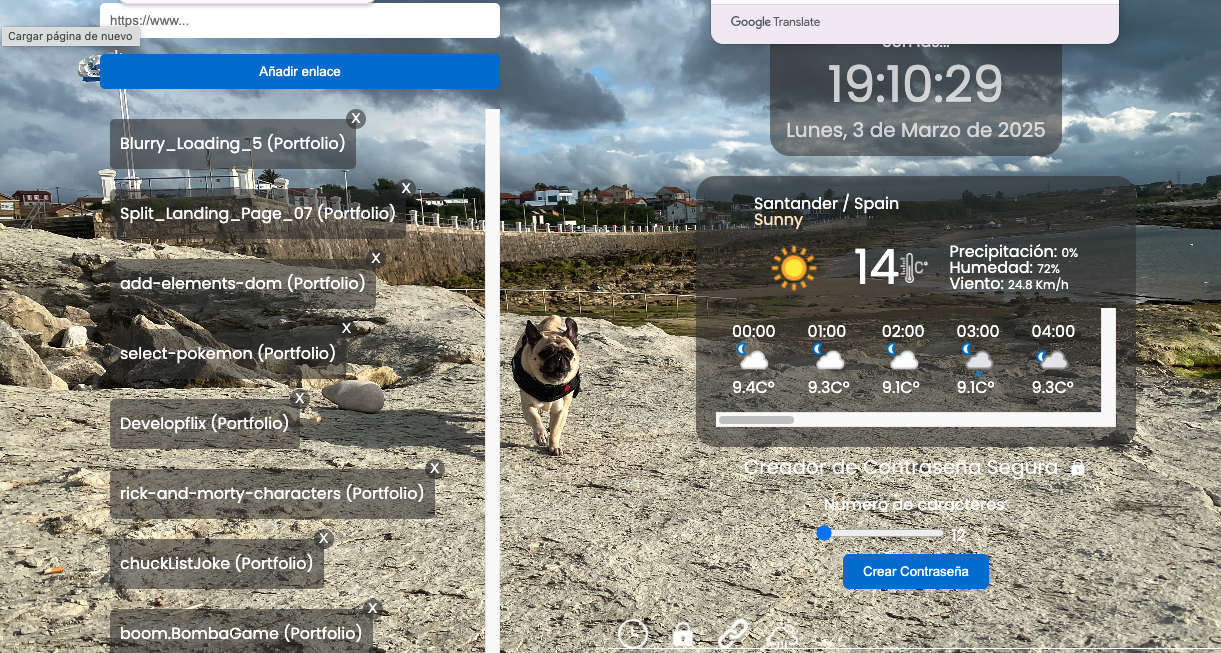 https://www...
Cargar página de nuevo
Añadir enlace
X
Blurry_Loading_5 (Portfolio)
X
Split_Landing_Page_07 (Portfolio)
X
add-elements-dom (Portfolio)
X
select-pokemon (Portfolio)
X
Developflix (Portfolio)
X
rick-and-morty-characters (Portfolio)
X
chuckListJoke (Portfolio)
X
boom.BombaGame (Portfolio)
Google Translate
Son las...
19:10:29
Lunes, 3 de Marzo de 2025
Santander / Spain
Sunny
14 C°
Precipitación: 0%
Humedad: 72%
Viento: 24.8 Km/h
00:00 01:00 02:00 03:00 04:00
9.4C° 9.3C° 9.1C° 9.1C° 9.3C°
Creador de Contraseña Segura
Numero de caracteres:
12
Crear Contraseña